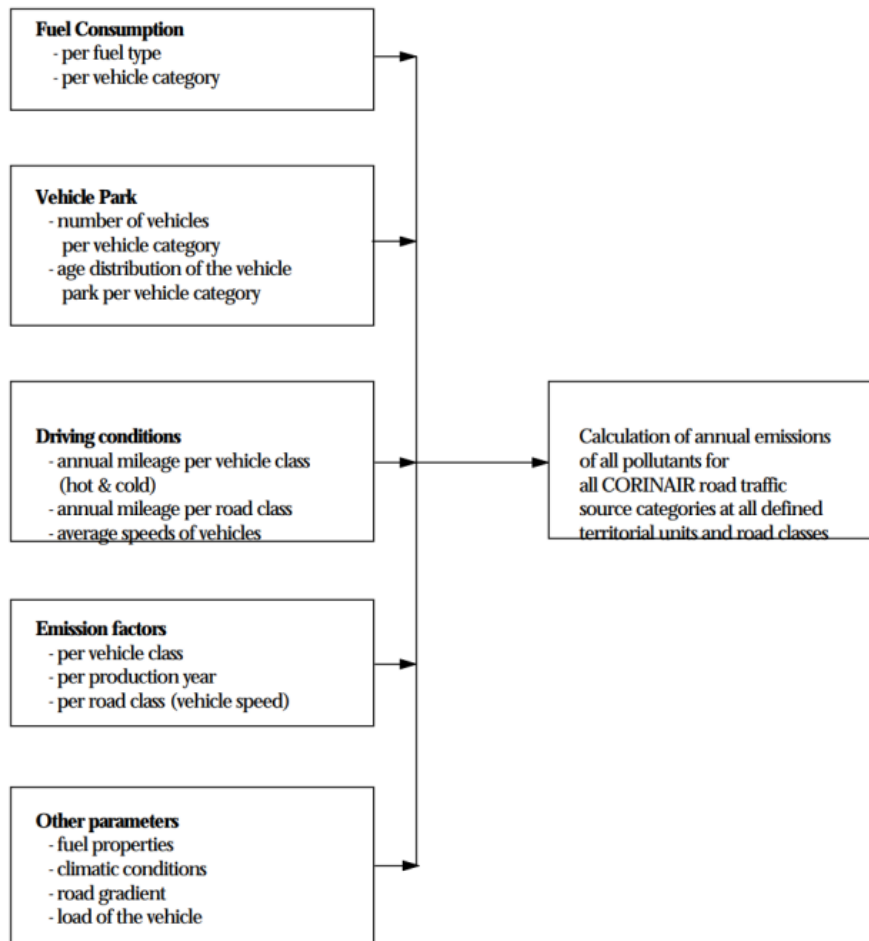 Fuel Consumption
- per fuel type
- per vehicle category
Vehicle Park
- number of vehicles
per vehicle category
- age distribution of the vehicle
park per vehicle category
Driving conditions
- annual mileage per vehicle class
(hot & cold)
- annual mileage per road class
- average speeds of vehicles
Emission factors
- per vehicle class
- per production year
- per road class (vehicle speed)
Other parameters
- fuel properties
- climatic conditions
- road gradient
- load of the vehicle
Calculation of annual emissions
of all pollutants for
all CORINAIR road traffic
source categories at all defined
territorial units and road classes